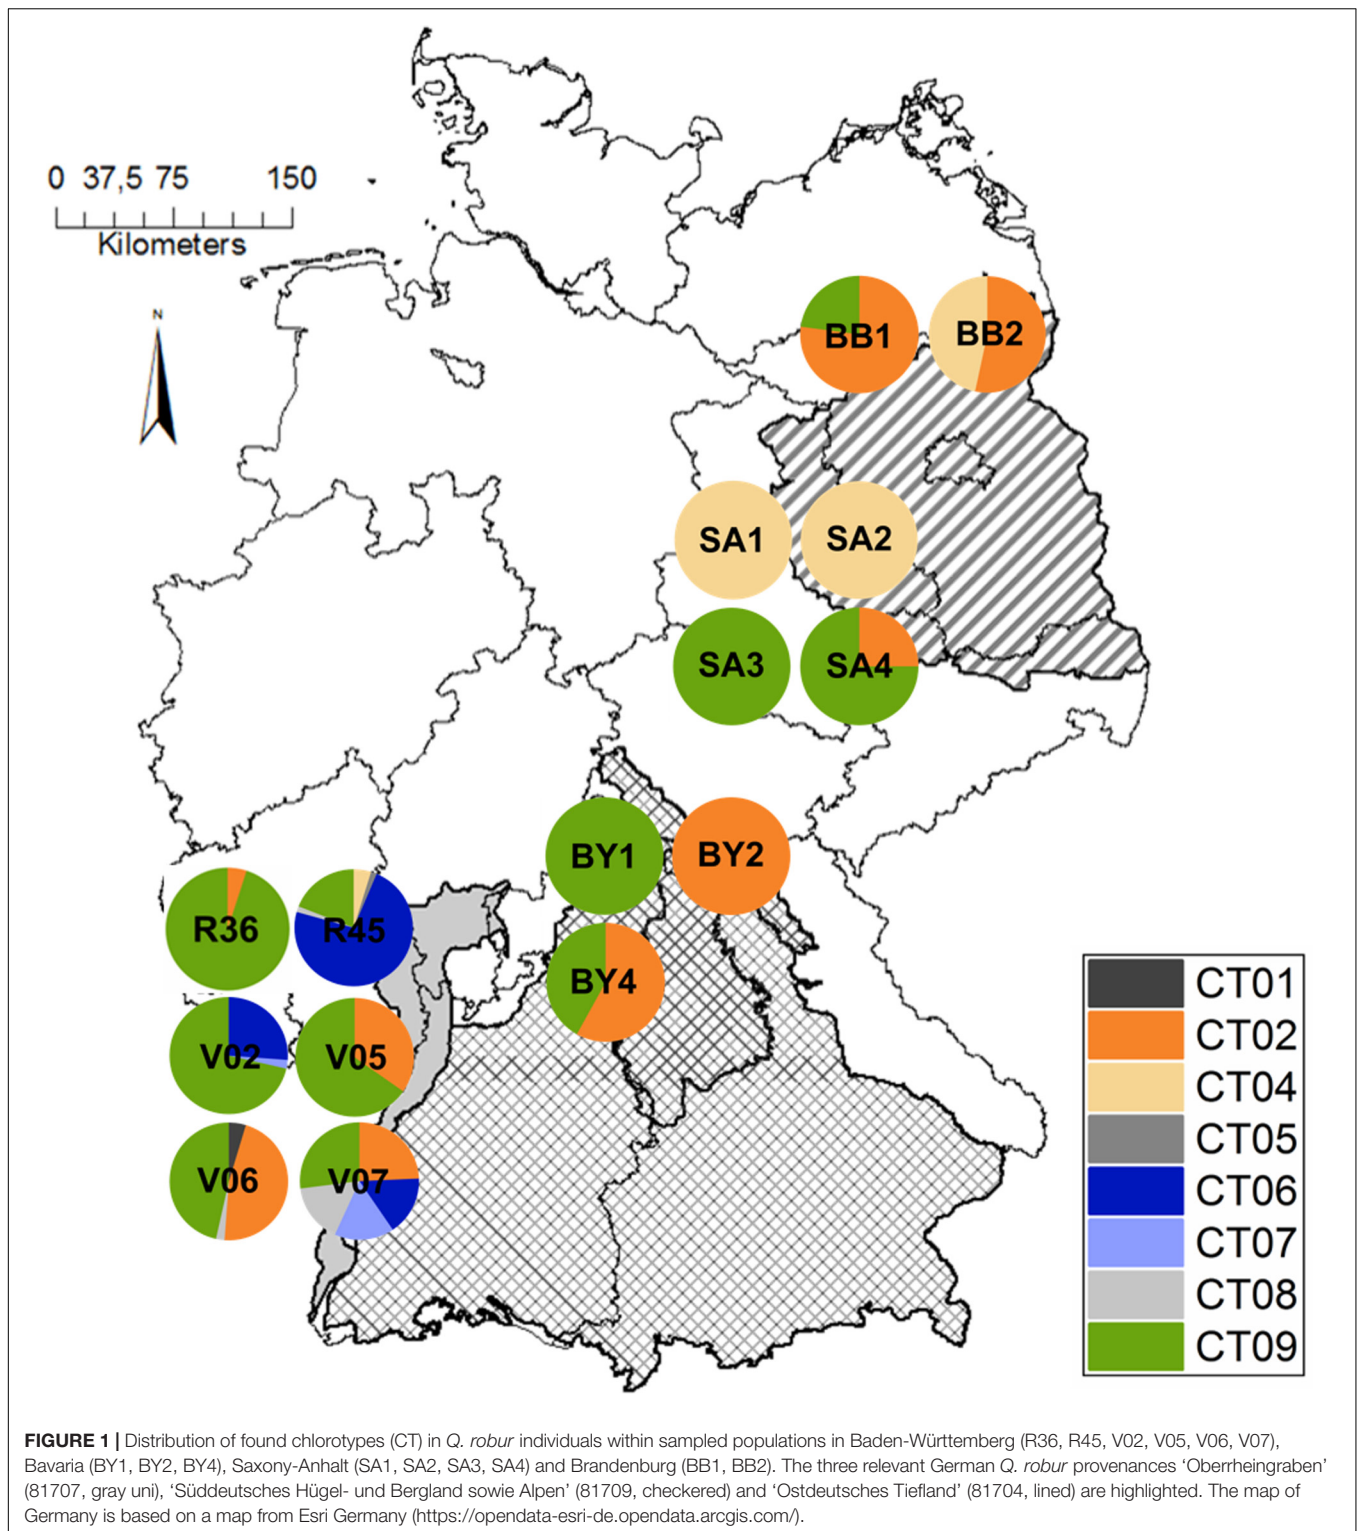 0 37,5 75 150
Kilometers
N
BB1 BB2
SA1 SA2
SA3 SA4
BY1 BY2
R36 R45
BY4
V02 V05
V06 V07
CT01
CT02
CT04
CT05
CT06
CT07
CT08
CT09
FIGURE 1 | Distribution of found chlorotypes (CT) in Q. robur individuals within sampled populations in Baden-Württemberg (R36, R45, V02, V05, V06, V07),
Bavaria (BY1, BY2, BY4), Saxony-Anhalt (SA1, SA2, SA3, SA4) and Brandenburg (BB1, BB2). The three relevant German Q. robur provenances ‘Oberrheingraben’
(81707, gray uni), ‘Süddeutsches Hügel- und Bergland sowie Alpen’ (81709, checkered) and ‘Ostdeutsches Tiefland’ (81704, lined) are highlighted. The map of
Germany is based on a map from Esri Germany (https://opendata-esri-de.opendata.arcgis.com/).